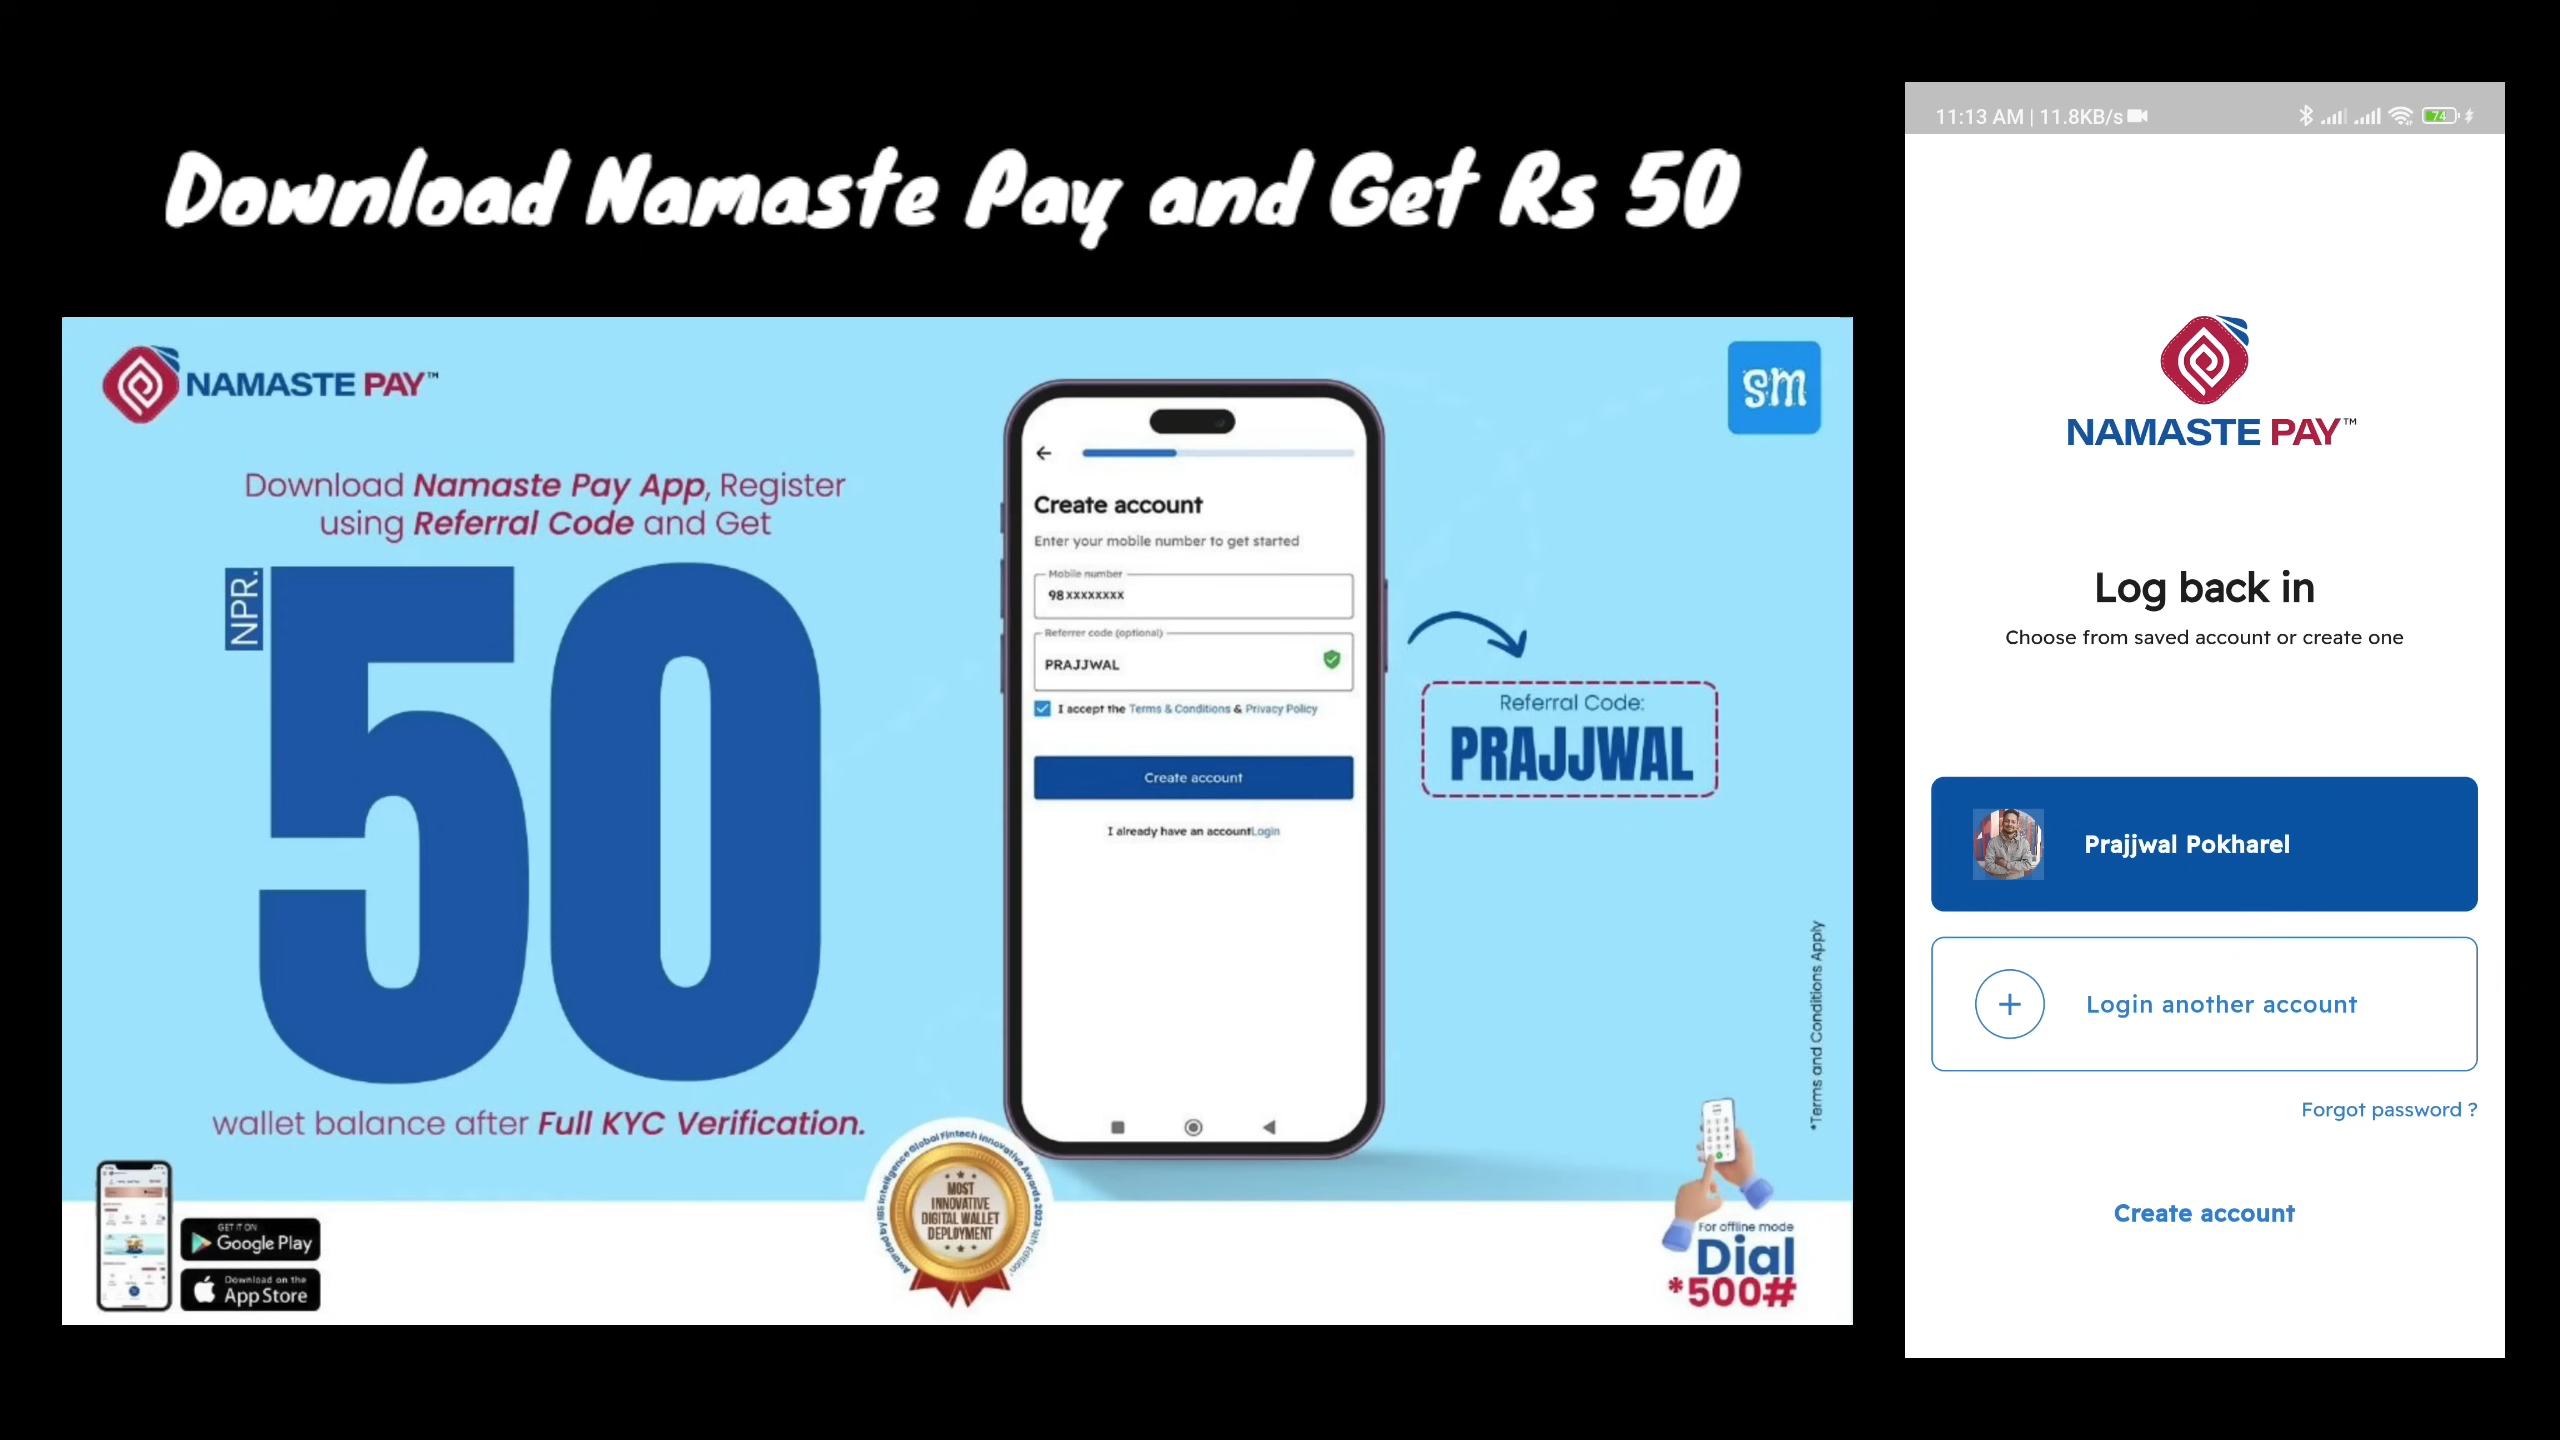 Download Namaste Pay and Get Rs 50
NAMASTE PAY™
sm
Download Namaste Pay App, Register
using Referral Code and Get
NPR.
50
wallet balance after Full KYC Verification.
GET IT ON
Google Play
Download on the
App Store
Create account
Enter your mobile number to get started
Mobile number
98xxxxxxxx
Referrer code (optional)
PRAJJWAL
I accept the Terms & Conditions & Privacy Policy
Create account
I already have an accountLogin
Referral Code:
PRAJJWAL
*Terms and Conditions Apply
MOST
INNOVATIVE
DIGITAL WALLET
DEPLOYMENT
For offline mode
Dial
*500#
11:13 AM | 11.8KB/s
74
NAMASTE PAY™
Log back in
Choose from saved account or create one
Prajjwal Pokharel
Login another account
Forgot password ?
Create account